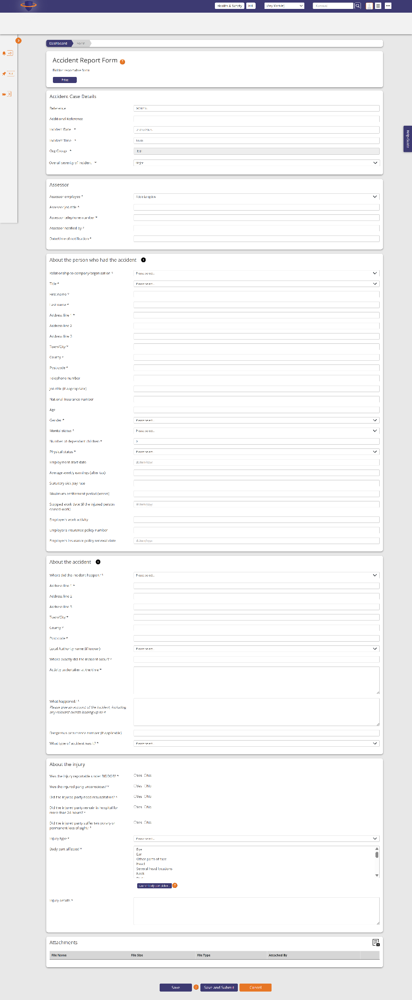 Health & Safety HR (Any Module) Keyword
Dashboard Form
49
0
Accident Report Form ?
Riddor reportable form
Print
Help Guide
Accident Case Details
Reference
Additional Reference
Incident Date *
23/07/2025
Incident Time *
14:46
Org Group *
Overall severity of incident *
Major
Assessor
Assessor employee *
Adele Longdon
Assessor job title *
Assessor telephone number *
Assessor notified by *
Date/time of notification *
About the person who had the accident
Relationship to company/organisation *
Please select...
Title *
Please select...
First name *
Last name *
Address line 1 *
Address line 2
Address line 3
Town/City *
County *
Post code *
Telephone number
Job title (if appropriate)
National Insurance number
Age
Gender *
Please select...
Marital status *
Please select...
Number of dependant children *
0
Physical status *
Please select...
Employment start date
dd/mm/yyyy
Average weekly earnings (after tax)
Statutory sick pay rate
Maximum entitlement period (weeks)
Stopped work date (if the injured person
ceased work)
dd/mm/yyyy
Employer's work activity
Employer's insurance policy number
Employer's insurance policy renewal date
dd/mm/yyyy
About the accident
Where did the incident happen? *
Please select...
Address line 1 *
Address line 2
Address line 3
Town/City *
County *
Post code *
Local Authority name (if known)
Please select...
Where exactly did the incident occur? *
Activity undertaken at the time *
What happened? *
Please give an account of the incident, including
any relevant events leading up to it
Dangerous occurrence number (if applicable)
What type of accident was it? *
Please select...
About the injury
Was the injury reportable under RIDDOR? *
Yes No
Was the injured party unconscious? *
Yes No
Did the injured party need resuscitation? *
Yes No
Did the injured party remain in hospital for
more than 24 hours? *
Yes No
Did the injured party suffer temporary or
permanent loss of sight? *
Yes No
Injury type *
Please select...
Body part affected *
Eye
Ear
Other parts of face
Head
Several head locations
Neck
Launch body part picker... ?
Injury details *
Attachments
File Name File Size File Type Attached By
Save ? Save and Submit Cancel